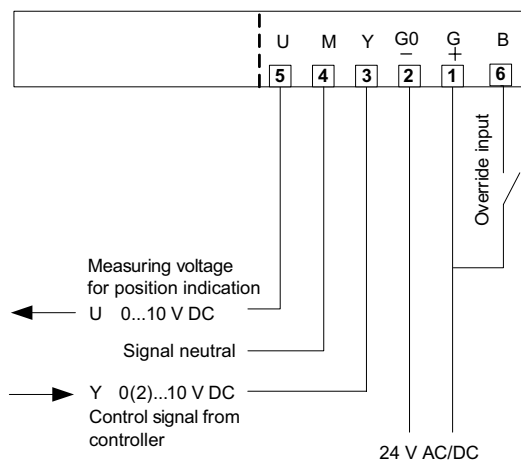 U M Y G0 G B
− +
5 4 3 2 1 6
Override input
Measuring voltage
for position indication
U 0...10 V DC
Signal neutral
Y 0(2)...10 V DC
Control signal from
controller
24 V AC/DC